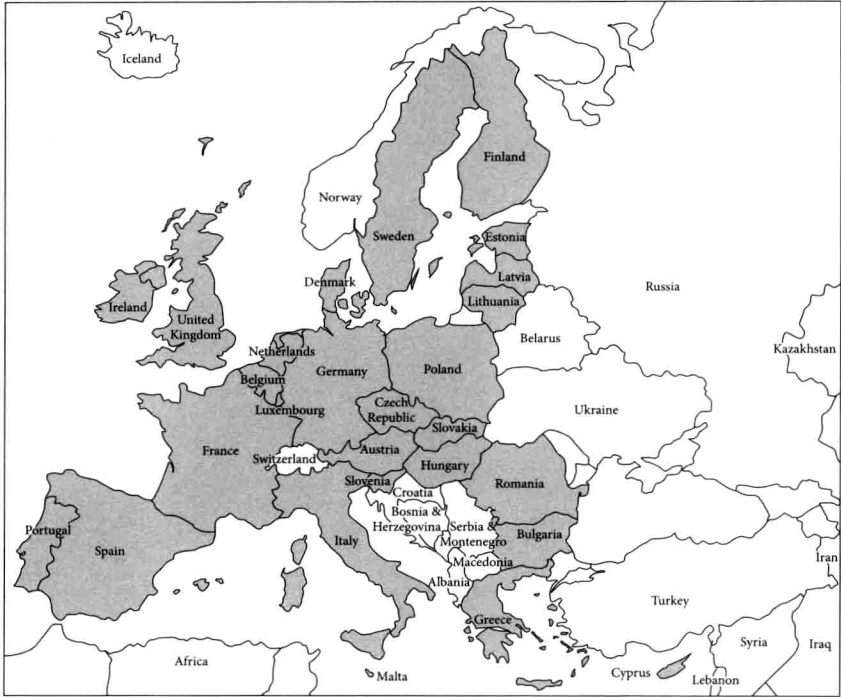 Iceland
Finland
Norway
Sweden
Estonia
Latvia
Lithuania
Russia
Denmark
Ireland
United
Kingdom
Belarus
Kazakhstan
Netherlands
Germany
Poland
Belgium
Czech
Republic
Luxembourg
Ukraine
Slovakia
France
Switzerland
Austria
Hungary
Slovenia
Romania
Croatia
Bosnia &
Herzegovina
Serbia &
Montenegro
Portugal
Spain
Italy
Bulgaria
Macedonia
Iran
Albania
Turkey
Greece
Syria
Iraq
Africa
Malta
Cyprus
Lebanon